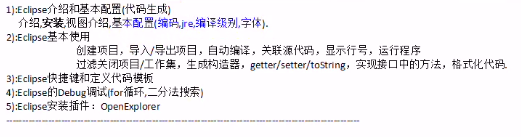 1):Eclipse介绍和基本配置(代码生成)
介绍,安装,视图介绍,基本配置(编码,jre,编译级别,字体).
2):Eclipse基本使用
创建项目，导入/导出项目，自动编译，关联源代码，显示行号，运行程序
过滤关闭项目/工作集，生成构造器，getter/setter/toString，实现接口中的方法，格式化代码.
3):Eclipse快捷键和定义代码模板
4):Eclipse的Debug调试(for循环,二分法搜索)
5):Eclipse安装插件：OpenExplorer
--------------------------------------------------------------------------------